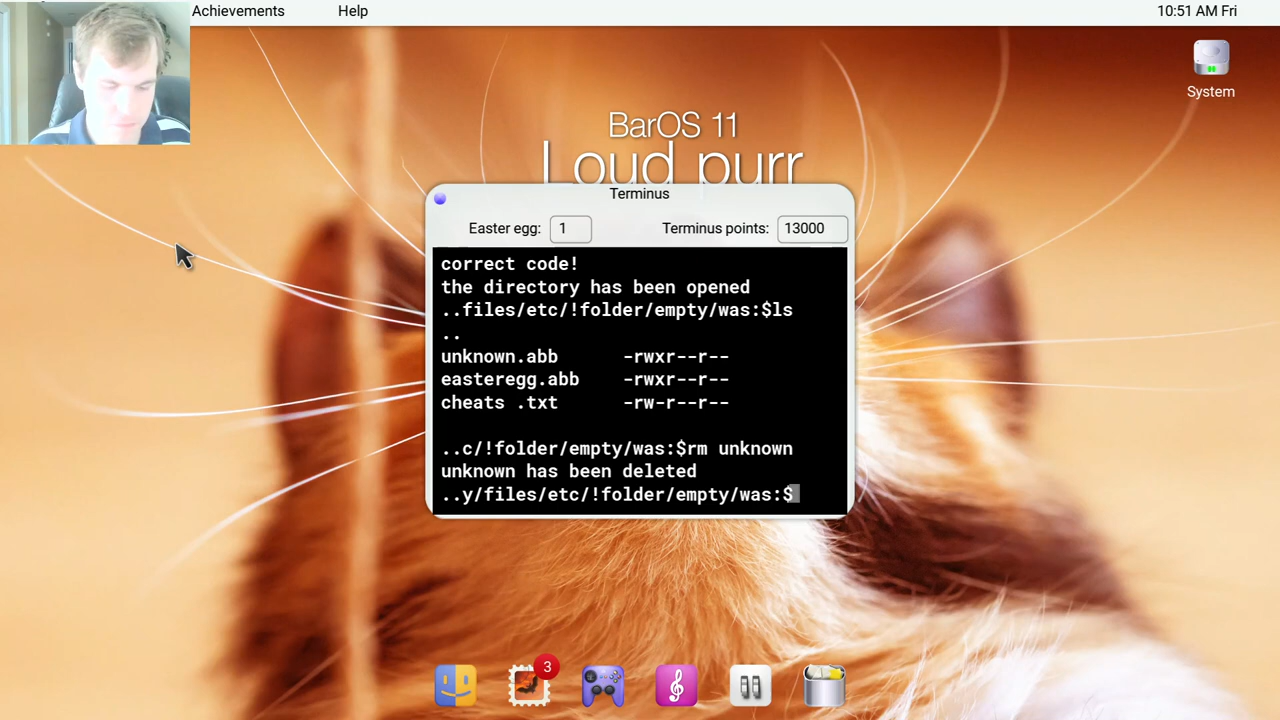 Achievements Help 10:51 AM Fri
System
BarOS 11
Loud purr
Terminus
Easter egg: 1 Terminus points: 13000
correct code!
the directory has been opened
..files/etc/!folder/empty/was:$ls
..
unknown.abb -rwxr--r--
easteregg.abb -rwxr--r--
cheats .txt -rw-r--r--
..c/!folder/empty/was:$rm unknown
unknown has been deleted
..y/files/etc/!folder/empty/was:$
3